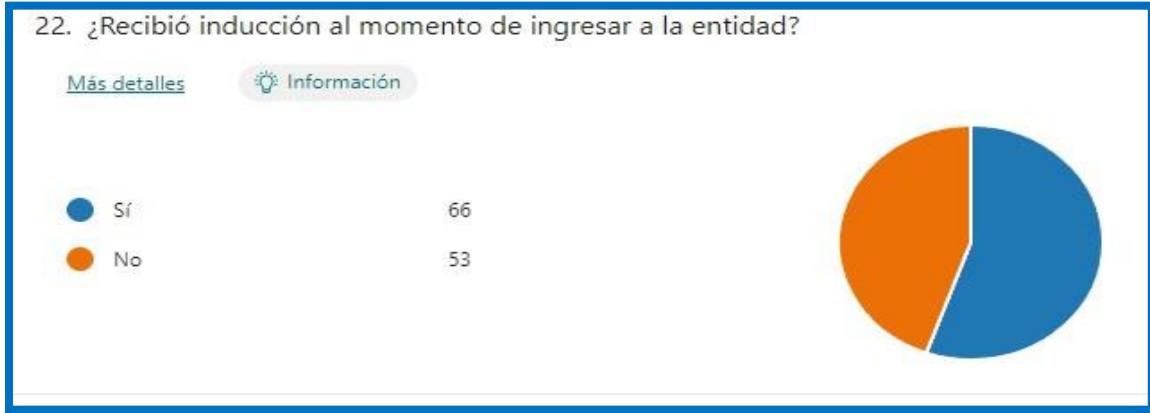 22. ¿Recibió inducción al momento de ingresar a la entidad?
Más detalles Información
Sí 66
No 53